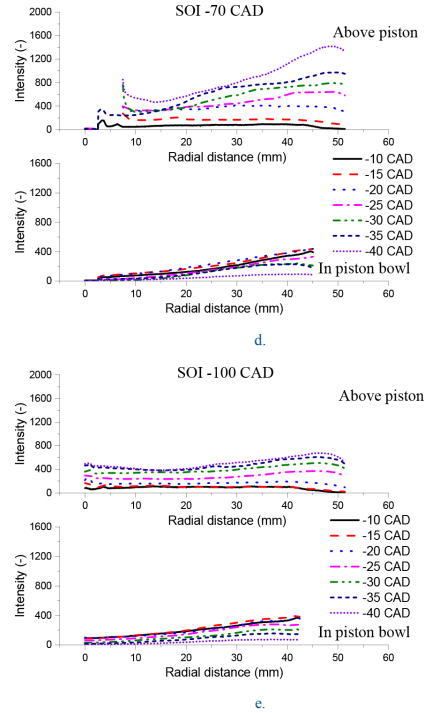 SOI -70 CAD
2000
Above piston
1600
1200
800
400
0
Intensity (-)
0 10 20 30 40 50 60
Radial distance (mm)
1600
1200
800
400
0
Intensity (-)
-10 CAD
-15 CAD
-20 CAD
-25 CAD
-30 CAD
-35 CAD
-40 CAD
In piston bowl
0 10 20 30 40 50 60
Radial distance (mm)
d.
SOI -100 CAD
2000
Above piston
1600
1200
800
400
0
Intensity (-)
0 10 20 30 40 50 60
Radial distance (mm)
1600
1200
800
400
0
Intensity (-)
-10 CAD
-15 CAD
-20 CAD
-25 CAD
-30 CAD
-35 CAD
-40 CAD
In piston bowl
0 10 20 30 40 50 60
Radial distance (mm)
e.